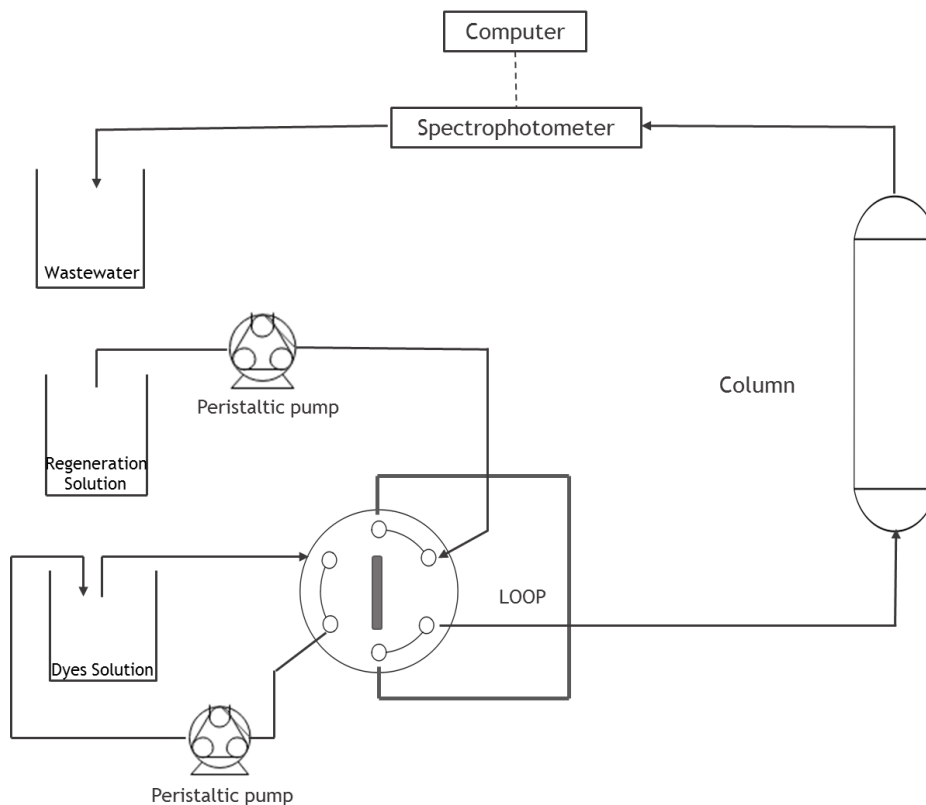 Computer
Spectrophotometer
Wastewater
Peristaltic pump
Column
Regeneration
Solution
LOOP
Dyes Solution
Peristaltic pump